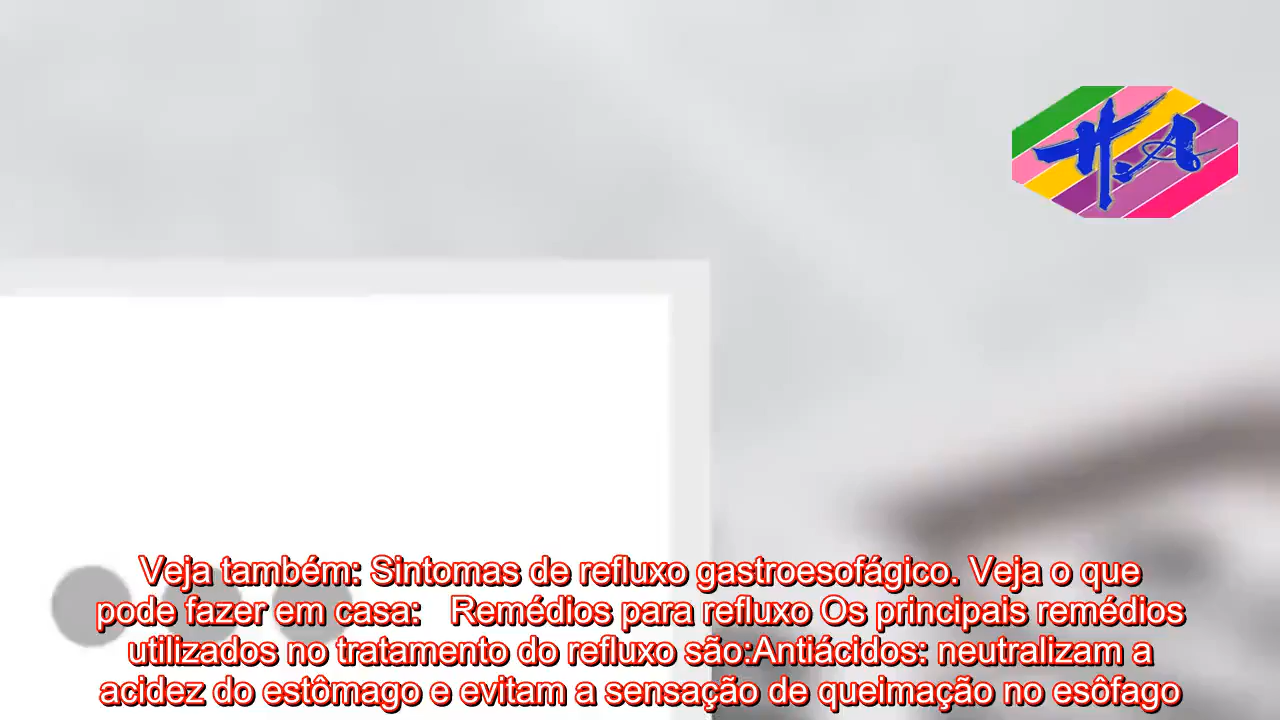 H.A
Veja também: Sintomas de refluxo gastroesofágico. Veja o que
pode fazer em casa:   Remédios para refluxo Os principais remédios
utilizados no tratamento do refluxo são:Antiácidos: neutralizam a
acidez do estômago e evitam a sensação de queimação no esôfago